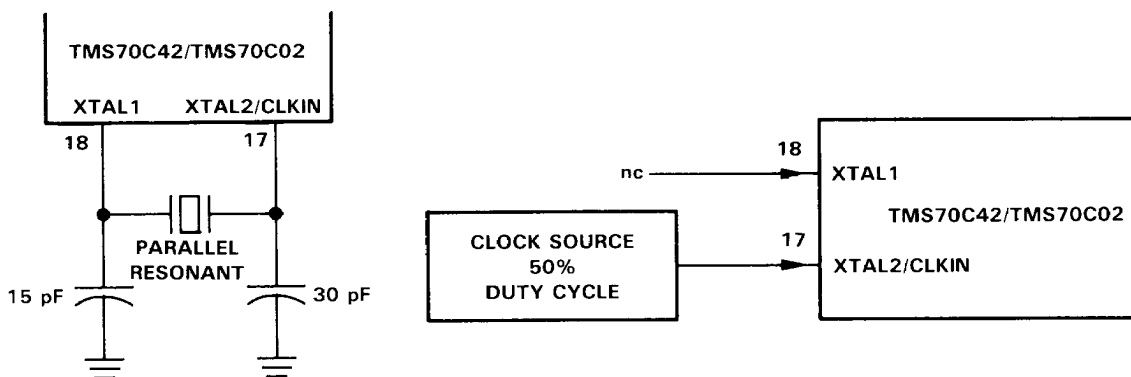 TMS70C42/TMS70C02
XTAL1
XTAL2/CLKIN
18
17
PARALLEL
RESONANT
15 pF
30 pF
nc
18
XTAL1
TMS70C42/TMS70C02
CLOCK SOURCE
50%
DUTY CYCLE
17
XTAL2/CLKIN